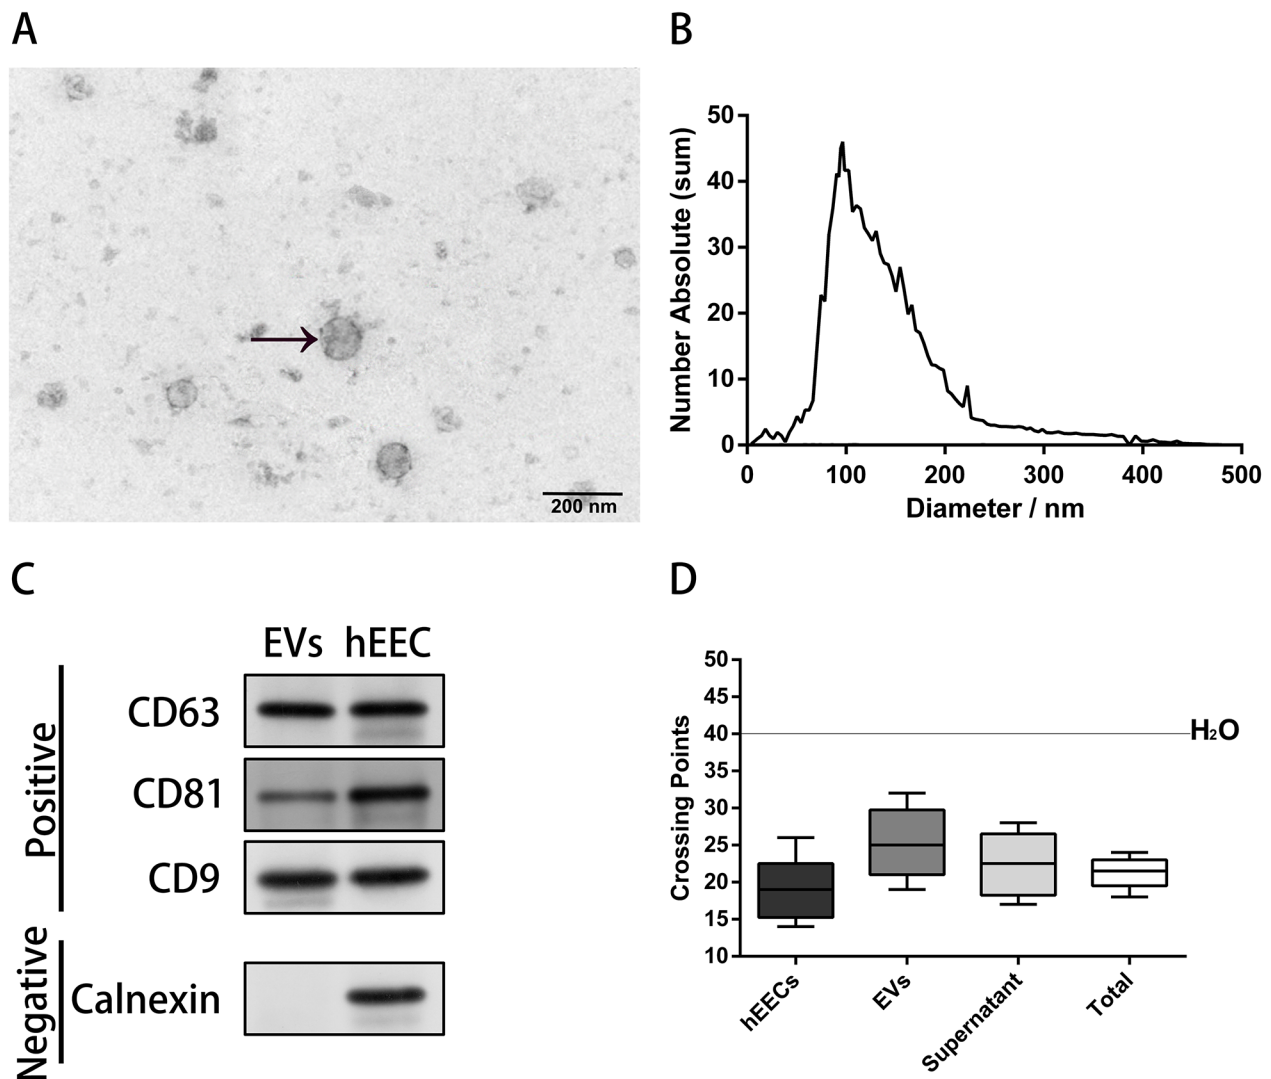 A
200 nm
B
50
40
30
20
10
0
Number Absolute (sum)
0 100 200 300 400 500
Diameter / nm
C
EVs hEEC
Positive
CD63
CD81
CD9
Negative
Calnexin
D
50
45
40
35
30
25
20
15
10
Crossing Points
H₂O
hEECs
EVs
Supernatant
Total